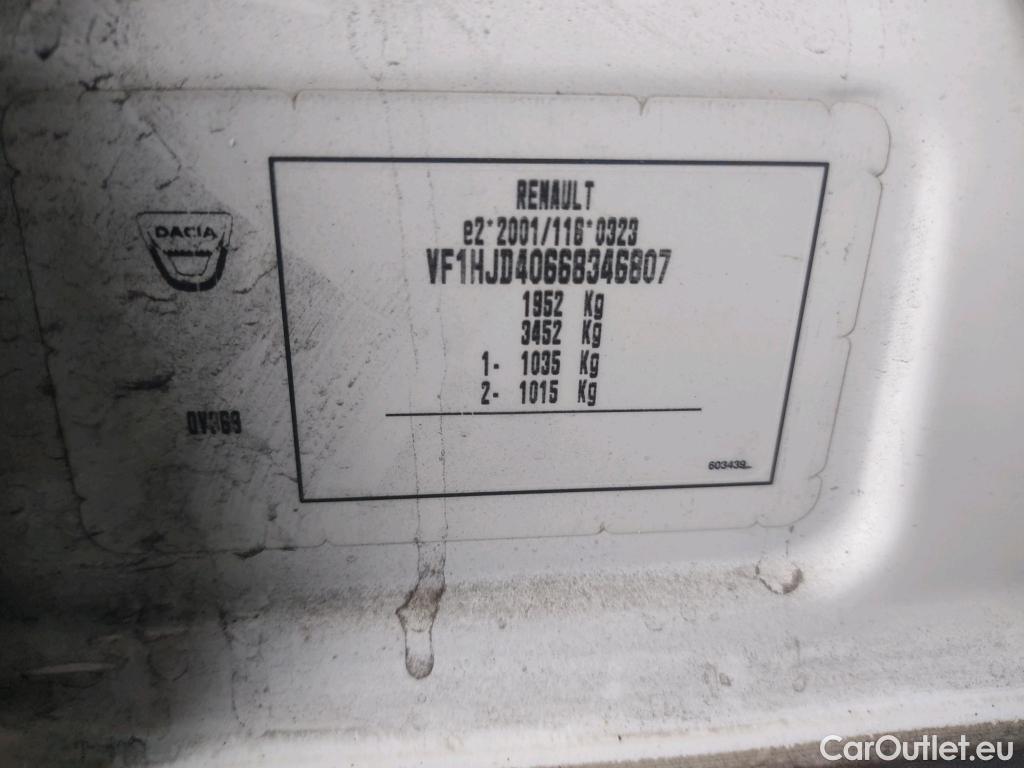 RENAULT
e2*2001/116*0323
VF1HJD40668346807
1952 Kg
3452 Kg
1- 1035 Kg
2- 1015 Kg
DACIA
QV369
603439
CarOutlet.eu